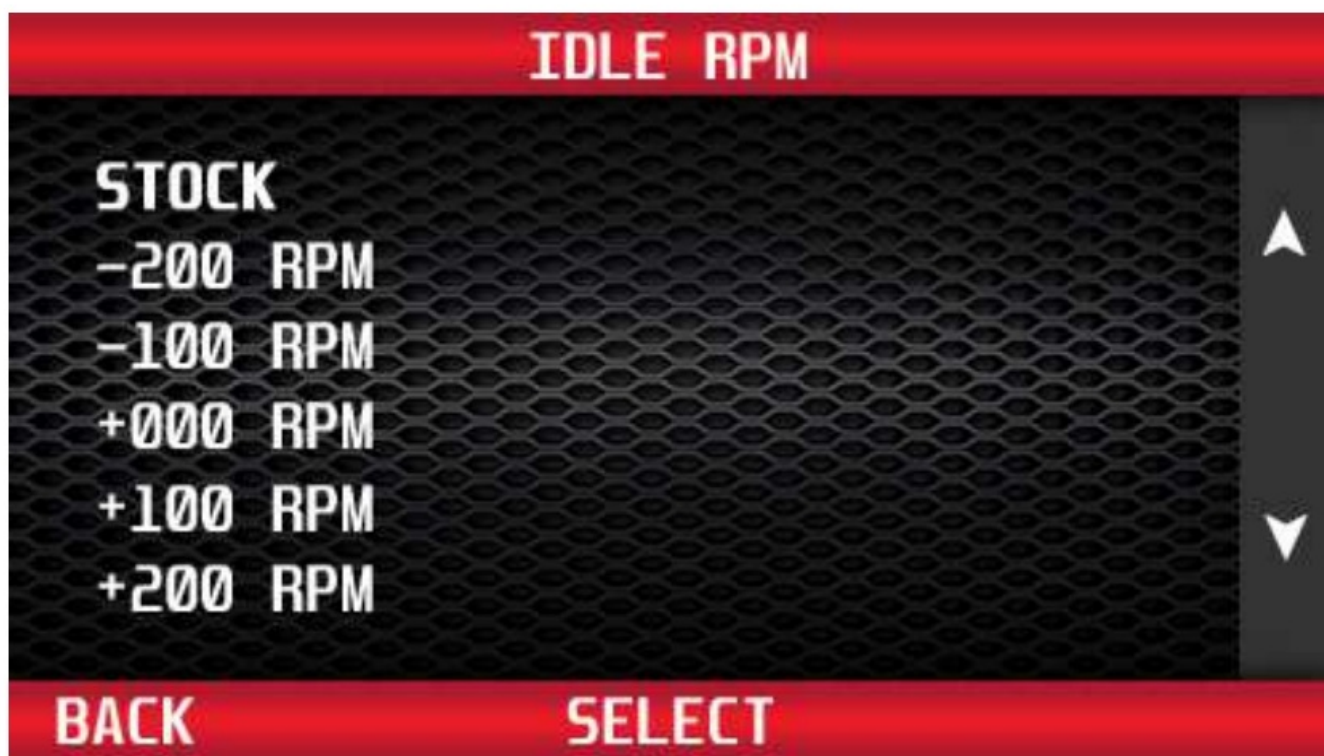 IDLE RPM
STOCK
-200 RPM
-100 RPM
+000 RPM
+100 RPM
+200 RPM
BACK SELECT